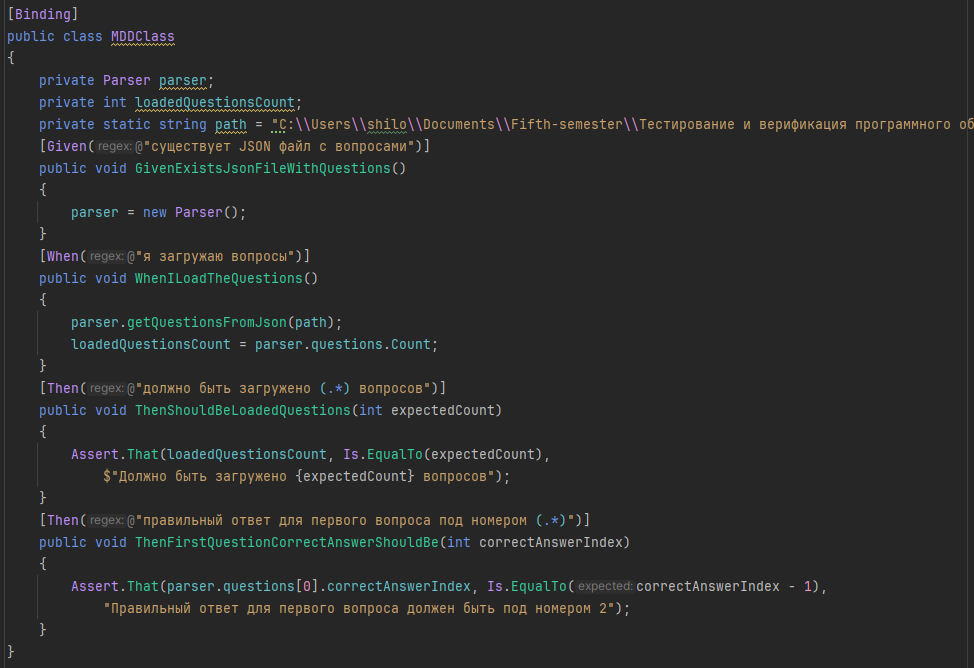 [Binding]
public class MDDClass
{
    private Parser parser;
    private int loadedQuestionsCount;
    private static string path = "C:\\Users\\shilo\\Documents\\Fifth-semester\\Тестирование и верификация программного об
    [Given(regex:@"существует JSON файл с вопросами")]
    public void GivenExistsJsonFileWithQuestions()
    {
        parser = new Parser();
    }
    [When(regex:@"я загружаю вопросы")]
    public void WhenILoadTheQuestions()
    {
        parser.getQuestionsFromJson(path);
        loadedQuestionsCount = parser.questions.Count;
    }
    [Then(regex:@"должно быть загружено (.*) вопросов")]
    public void ThenShouldBeLoadedQuestions(int expectedCount)
    {
        Assert.That(loadedQuestionsCount, Is.EqualTo(expectedCount),
            $"Должно быть загружено {expectedCount} вопросов");
    }
    [Then(regex:@"правильный ответ для первого вопроса под номером (.*)")]
    public void ThenFirstQuestionCorrectAnswerShouldBe(int correctAnswerIndex)
    {
        Assert.That(parser.questions[0].correctAnswerIndex, Is.EqualTo(expected:correctAnswerIndex - 1),
            "Правильный ответ для первого вопроса должен быть под номером 2");
    }
}